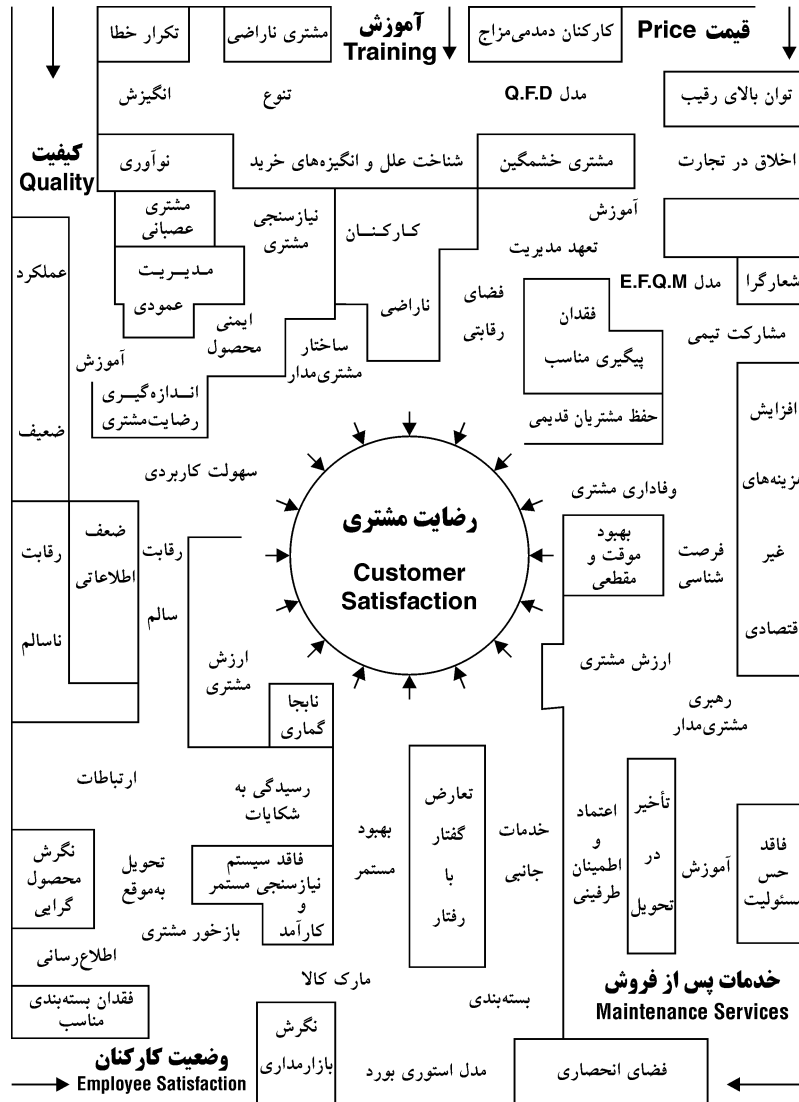 قیمت Price
کارکنان دمدمی‌مزاج
آموزش
Training
مشتری ناراضی
تکرار خطا
توان بالای رقیب
مدل Q.F.D
تنوع
انگیزش
کیفیت
Quality
اخلاق در تجارت
مشتری خشمگین
شناخت علل و انگیزه‌های خرید
نوآوری
آموزش
تعهد مدیریت
کارکنان
ناراضی
نیازسنجی
مشتری
مشتری
عصبانی
مدیریت
عمودی
عملکرد
ضعیف
شعارگرا
مدل E.F.Q.M
فضای
رقابتی
ایمنی
محصول
مشارکت تیمی
فقدان
پیگیری مناسب
ساختار
مشتری‌مدار
آموزش
اندازه‌گیری
رضایت‌مشتری
حفظ مشتریان قدیمی
افزایش
هزینه‌های
غیر
اقتصادی
سهولت کاربردی
وفاداری مشتری
رضایت مشتری
Customer
Satisfaction
بهبود
موقت و
مقطعی
فرصت
شناسی
رقابت
سالم
ضعف
اطلاعاتی
رقابت
ناسالم
ارزش مشتری
ارزش
مشتری
رهبری
مشتری‌مدار
نابجا
گماری
ارتباطات
رسیدگی به
شکایات
تعارض
گفتار
با
رفتار
بهبود
مستمر
خدمات
جانبی
اعتماد
و
اطمینان
طرفینی
تأخیر
در
تحویل
آموزش
فاقد
حس
مسئولیت
فاقد سیستم
نیازسنجی مستمر
و
کارآمد
تحویل
به‌موقع
نگرش
محصول
گرایی
بازخور مشتری
اطلاع‌رسانی
مارک کالا
بسته‌بندی
خدمات پس از فروش
Maintenance Services
فقدان بسته‌بندی
مناسب
نگرش
بازارمداری
وضعیت کارکنان
Employee Satisfaction
مدل استوری بورد
فضای انحصاری